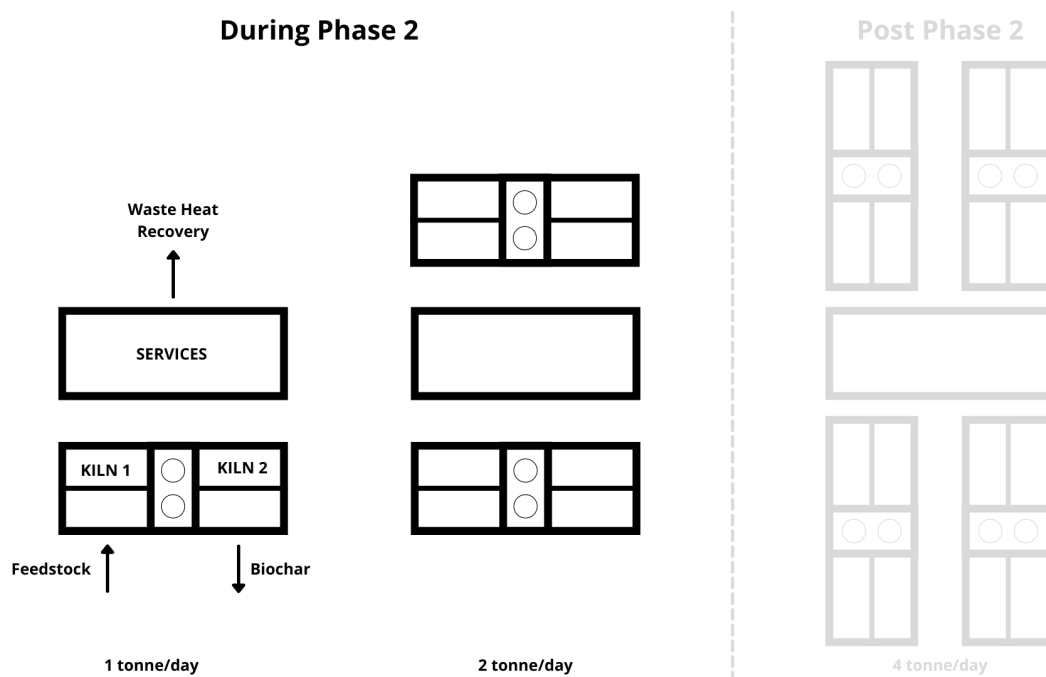 During Phase 2
Post Phase 2
Waste Heat
Recovery
SERVICES
KILN 1
KILN 2
Feedstock
Biochar
1 tonne/day
2 tonne/day
4 tonne/day